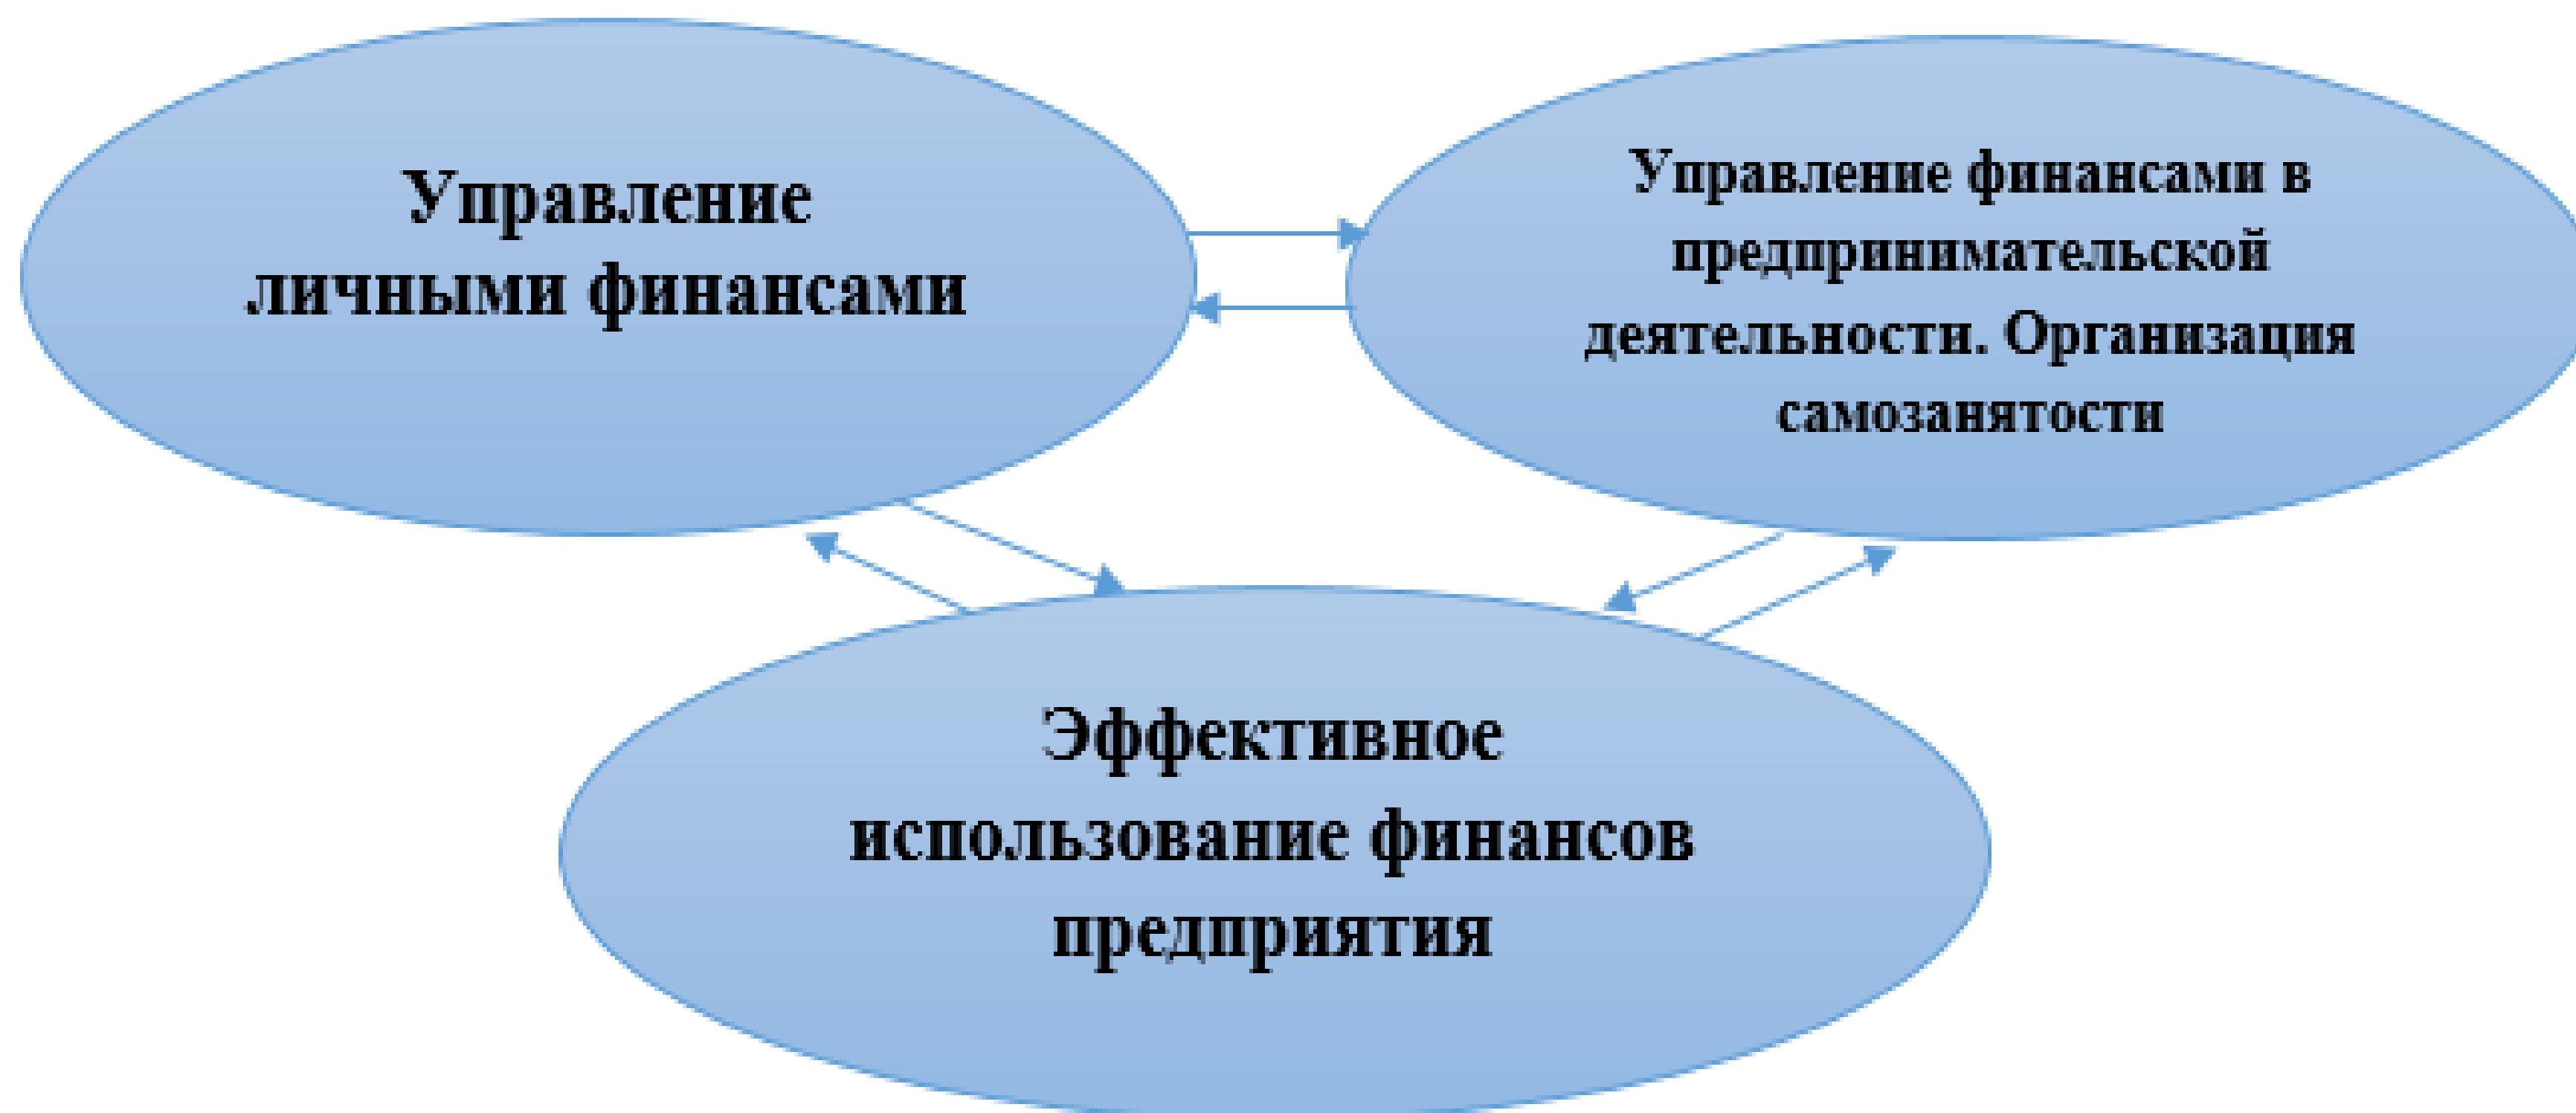 Управление
личными финансами
Управление финансами в
предпринимательской
деятельности. Организация
самозанятости
Эффективное
использование финансов
предприятия